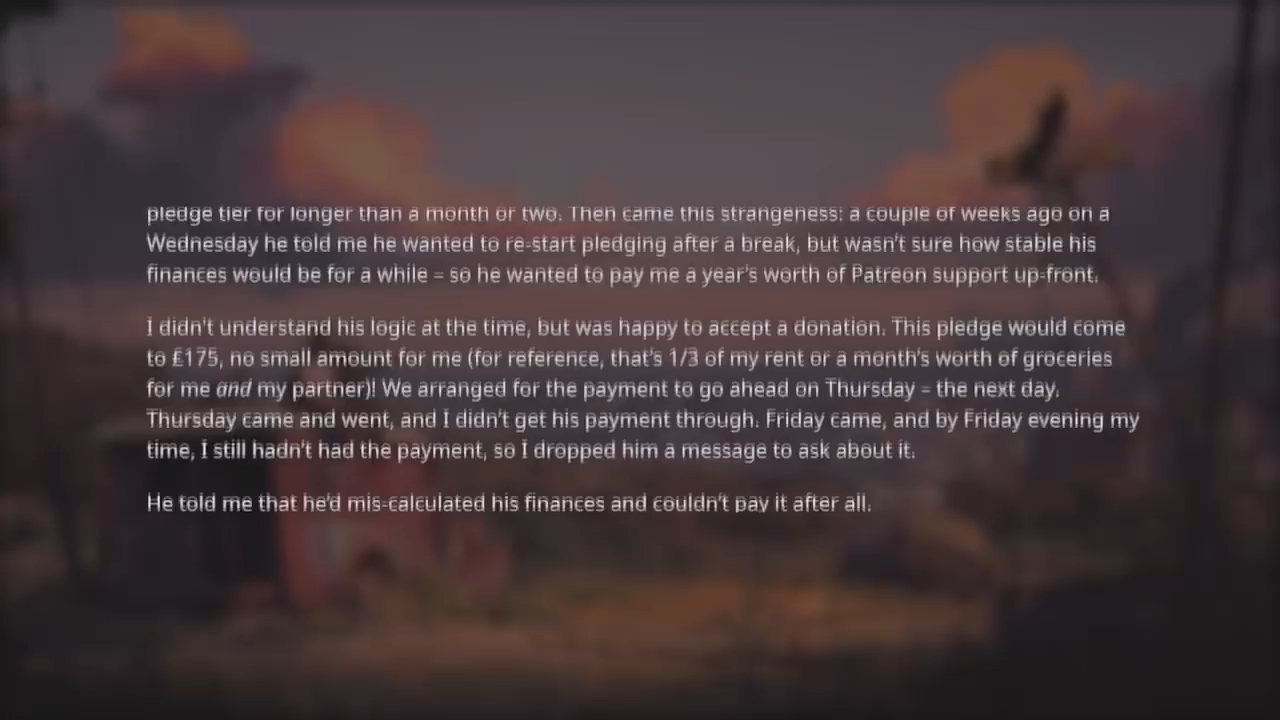 pledge tier for longer than a month or two. Then came this strangeness: a couple of weeks ago on a
Wednesday he told me he wanted to re-start pledging after a break, but wasn't sure how stable his
finances would be for a while – so he wanted to pay me a year's worth of Patreon support up-front.
I didn't understand his logic at the time, but was happy to accept a donation. This pledge would come
to £175, no small amount for me (for reference, that's 1/3 of my rent or a month's worth of groceries
for me and my partner)! We arranged for the payment to go ahead on Thursday – the next day.
Thursday came and went, and I didn't get his payment through. Friday came, and by Friday evening my
time, I still hadn't had the payment, so I dropped him a message to ask about it.
He told me that he'd mis-calculated his finances and couldn't pay it after all.